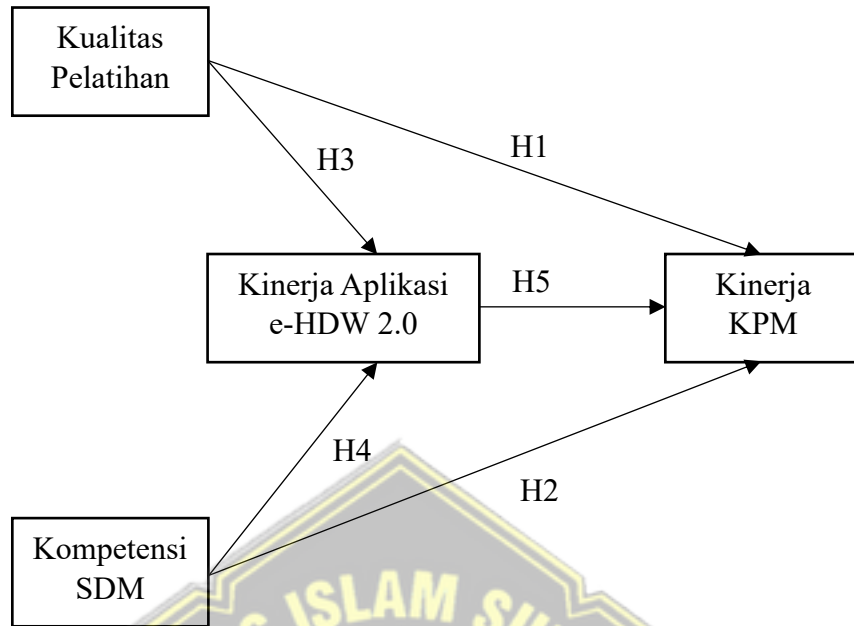 Kualitas
Pelatihan
H1
H3
Kinerja Aplikasi
e-HDW 2.0
H5
Kinerja
KPM
H4
H2
Kompetensi
SDM
ISLAM